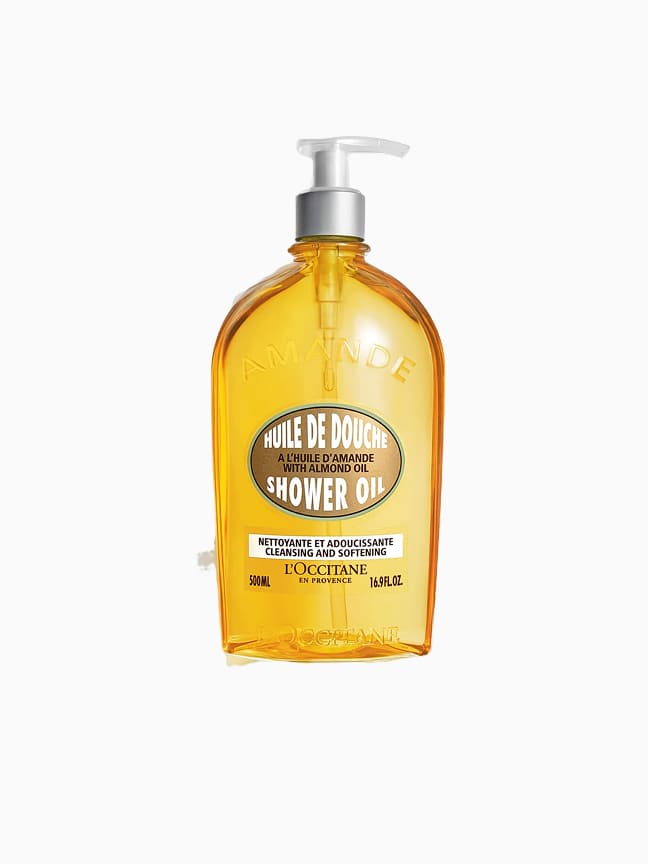 AMANDE
HUILE DE DOUCHE
A L'HUILE D'AMANDE
WITH ALMOND OIL
SHOWER OIL
NETTOYANTE ET ADOUCISSANTE
CLEANSING AND SOFTENING
L'OCCITANE
EN PROVENCE
500ML 16.9FL.OZ.
L'OCCITANE